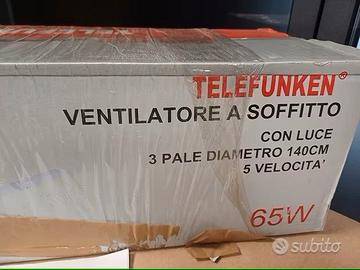 TELEFUNKEN®
VENTILATORE A SOFFITTO
CON LUCE
3 PALE DIAMETRO 140CM
5 VELOCITA'
65W
subito